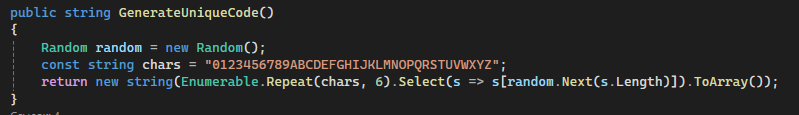 public string GenerateUniqueCode()
{
Random random = new Random();
const string chars = "0123456789ABCDEFGHIJKLMNOPQRSTUVWXYZ";
return new string(Enumerable.Repeat(chars, 6).Select(s => s[random.Next(s.Length)]).ToArray());
}